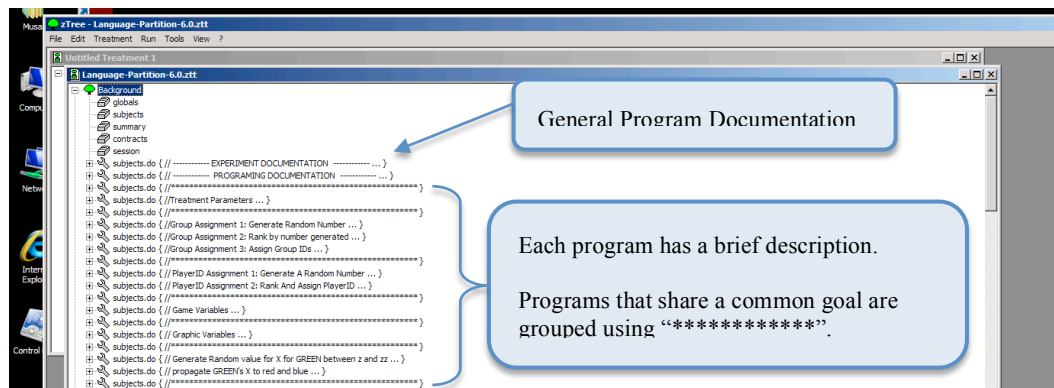 Musa
zTree - Language-Partition-6.0.ztt
File Edit Treatment Run Tools View ?
Untitled Treatment 1
Language-Partition-6.0.ztt
Background
globals
subjects
summary
contracts
session
subjects.do { // ------------ EXPERIMENT DOCUMENTATION ------------ ... }
subjects.do { // ------------ PROGRAMING DOCUMENTATION ------------ ... }
subjects.do { //****************************************************** }
subjects.do { //Treatment Parameters ... }
subjects.do { //****************************************************** }
subjects.do { //Group Assignment 1: Generate Random Number ... }
subjects.do { //Group Assignment 2: Rank by number generated ... }
subjects.do { //Group Assignment 3: Assign Group IDs ... }
subjects.do { //****************************************************** }
subjects.do { // PlayerID Assignment 1: Generate A Random Number ... }
subjects.do { // PlayerID Assignment 2: Rank And Assign PlayerID ... }
subjects.do { //****************************************************** }
subjects.do { // Game Variables ... }
subjects.do { //****************************************************** }
subjects.do { // Graphic Variables ... }
subjects.do { //****************************************************** }
subjects.do { // Generate Random value for X for GREEN between z and zz ... }
subjects.do { // propagate GREEN's X to red and blue ... }
subjects.do { //****************************************************** }
General Program Documentation
Each program has a brief description.
Programs that share a common goal are
grouped using “************”.
Compu
Netw
Intern
Explo
Control